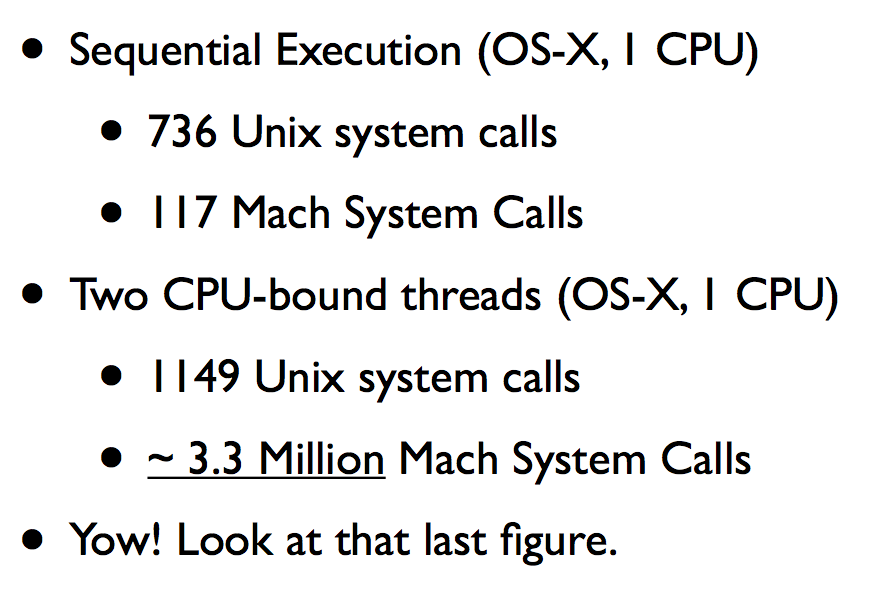 • Sequential Execution (OS-X, 1 CPU)
• 736 Unix system calls
• 117 Mach System Calls
• Two CPU-bound threads (OS-X, 1 CPU)
• 1149 Unix system calls
• ~ 3.3 Million Mach System Calls
• Yow! Look at that last figure.